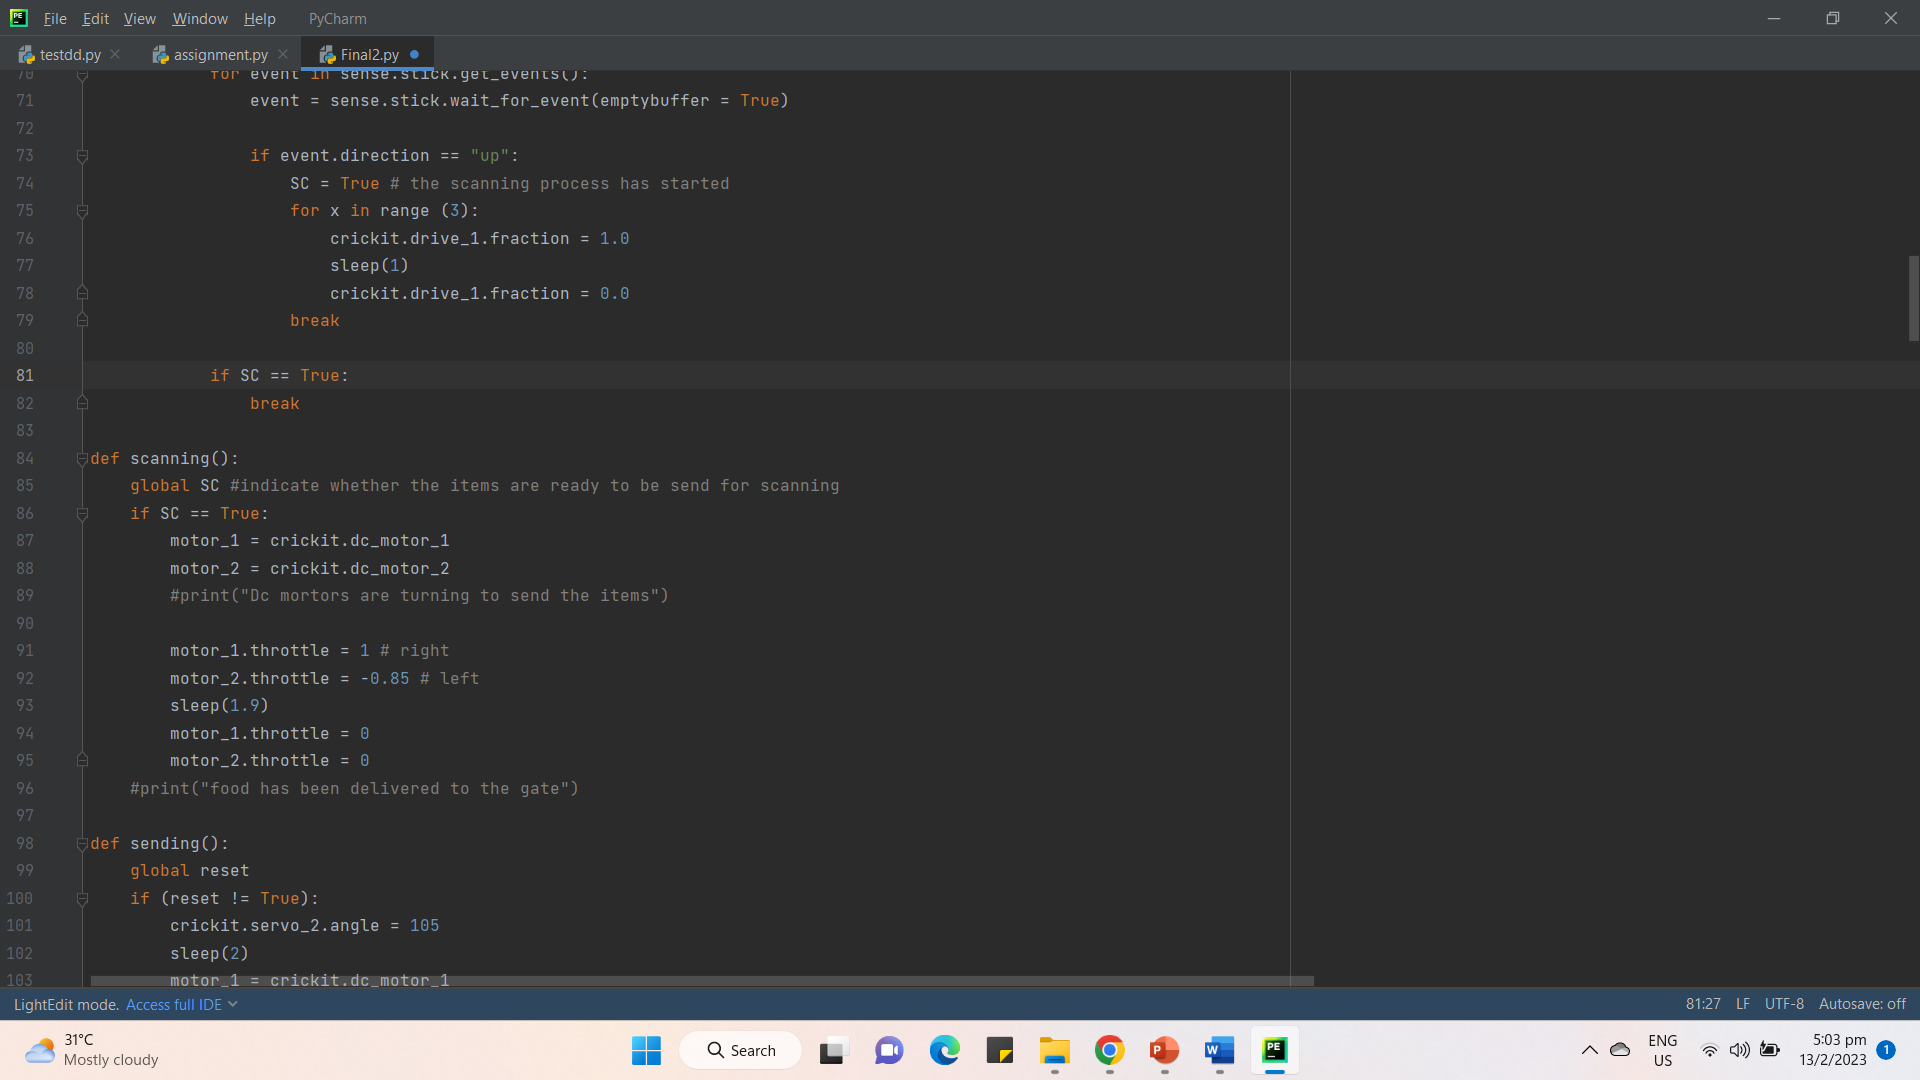 File Edit View Window Help PyCharm
testdd.py assignment.py Final2.py
70 for event in sense.stick.get_events():
71 event = sense.stick.wait_for_event(emptybuffer = True)
72
73 if event.direction == "up":
74 SC = True # the scanning process has started
75 for x in range (3):
76 crickit.drive_1.fraction = 1.0
77 sleep(1)
78 crickit.drive_1.fraction = 0.0
79 break
80
81 if SC == True:
82 break
83
84 def scanning():
85 global SC #indicate whether the items are ready to be send for scanning
86 if SC == True:
87 motor_1 = crickit.dc_motor_1
88 motor_2 = crickit.dc_motor_2
89 #print("Dc mortors are turning to send the items")
90
91 motor_1.throttle = 1 # right
92 motor_2.throttle = -0.85 # left
93 sleep(1.9)
94 motor_1.throttle = 0
95 motor_2.throttle = 0
96 #print("food has been delivered to the gate")
97
98 def sending():
99 global reset
100 if (reset != True):
101 crickit.servo_2.angle = 105
102 sleep(2)
103 motor_1 = crickit.dc_motor_1
LightEdit mode. Access full IDE 81:27 LF UTF-8 Autosave: off
31°C
Mostly cloudy
Search
ENG
US
5:03 pm
13/2/2023
1